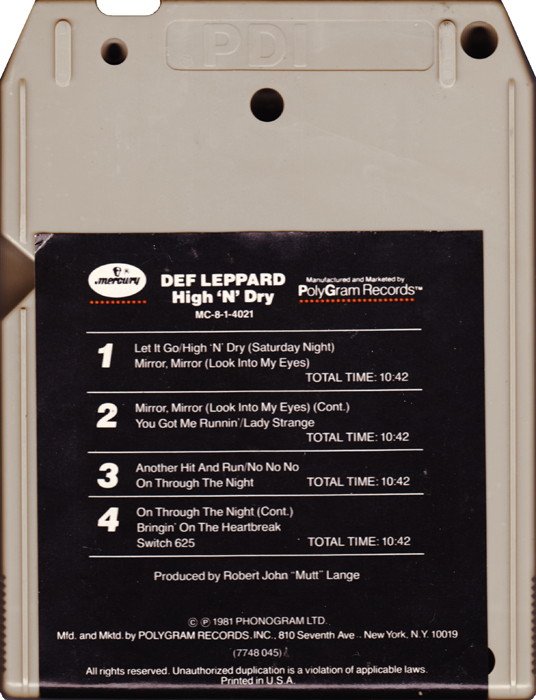 PDI
mercury
DEF LEPPARD
High 'N' Dry
MC-8-1-4021
Manufactured and Marketed by
PolyGram Records™
1
Let It Go/High 'N' Dry (Saturday Night)
Mirror, Mirror (Look Into My Eyes)
TOTAL TIME: 10:42
2
Mirror, Mirror (Look Into My Eyes) (Cont.)
You Got Me Runnin'/Lady Strange
TOTAL TIME: 10:42
3
Another Hit And Run/No No No
On Through The Night TOTAL TIME: 10:42
4
On Through The Night (Cont.)
Bringin' On The Heartbreak
Switch 625 TOTAL TIME: 10:42
Produced by Robert John "Mutt" Lange
© ℗ 1981 PHONOGRAM LTD.
Mfd. and Mktd. by POLYGRAM RECORDS. INC., 810 Seventh Ave.. New York, N.Y. 10019
(7748 045)
All rights reserved. Unauthorized duplication is a violation of applicable laws.
Printed in U.S.A.